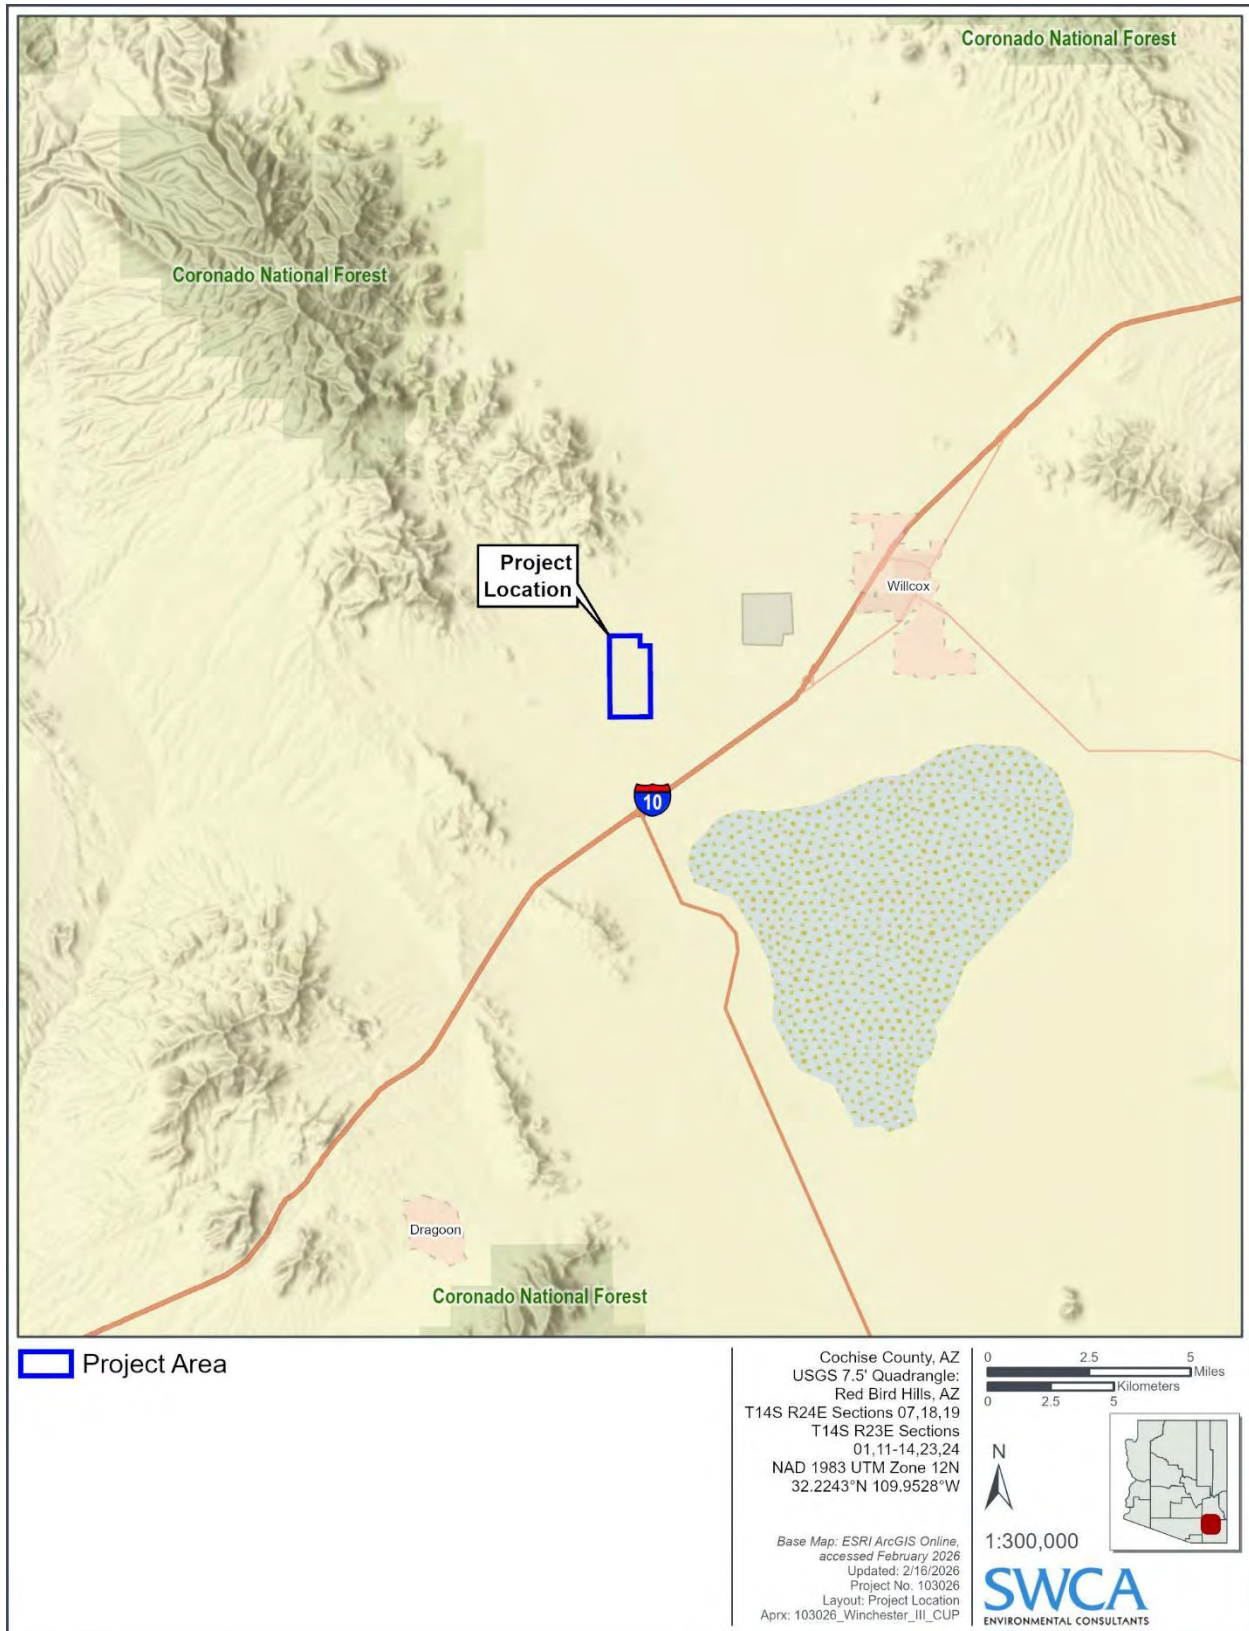 Coronado National Forest
Coronado National Forest
Project
Location
Willcox
10
Dragoon
Coronado National Forest
Project Area
Cochise County, AZ
USGS 7.5' Quadrangle:
Red Bird Hills, AZ
T14S R24E Sections 07,18,19
T14S R23E Sections
01,11-14,23,24
NAD 1983 UTM Zone 12N
32.2243°N 109.9528°W
Base Map: ESRI ArcGIS Online,
accessed February 2026
Updated: 2/16/2026
Project No. 103026
Layout: Project Location
Aprx: 103026_Winchester_III_CUP
0 2.5 5
Miles
Kilometers
0 2.5 5
N
1:300,000
SWCA
ENVIRONMENTAL CONSULTANTS